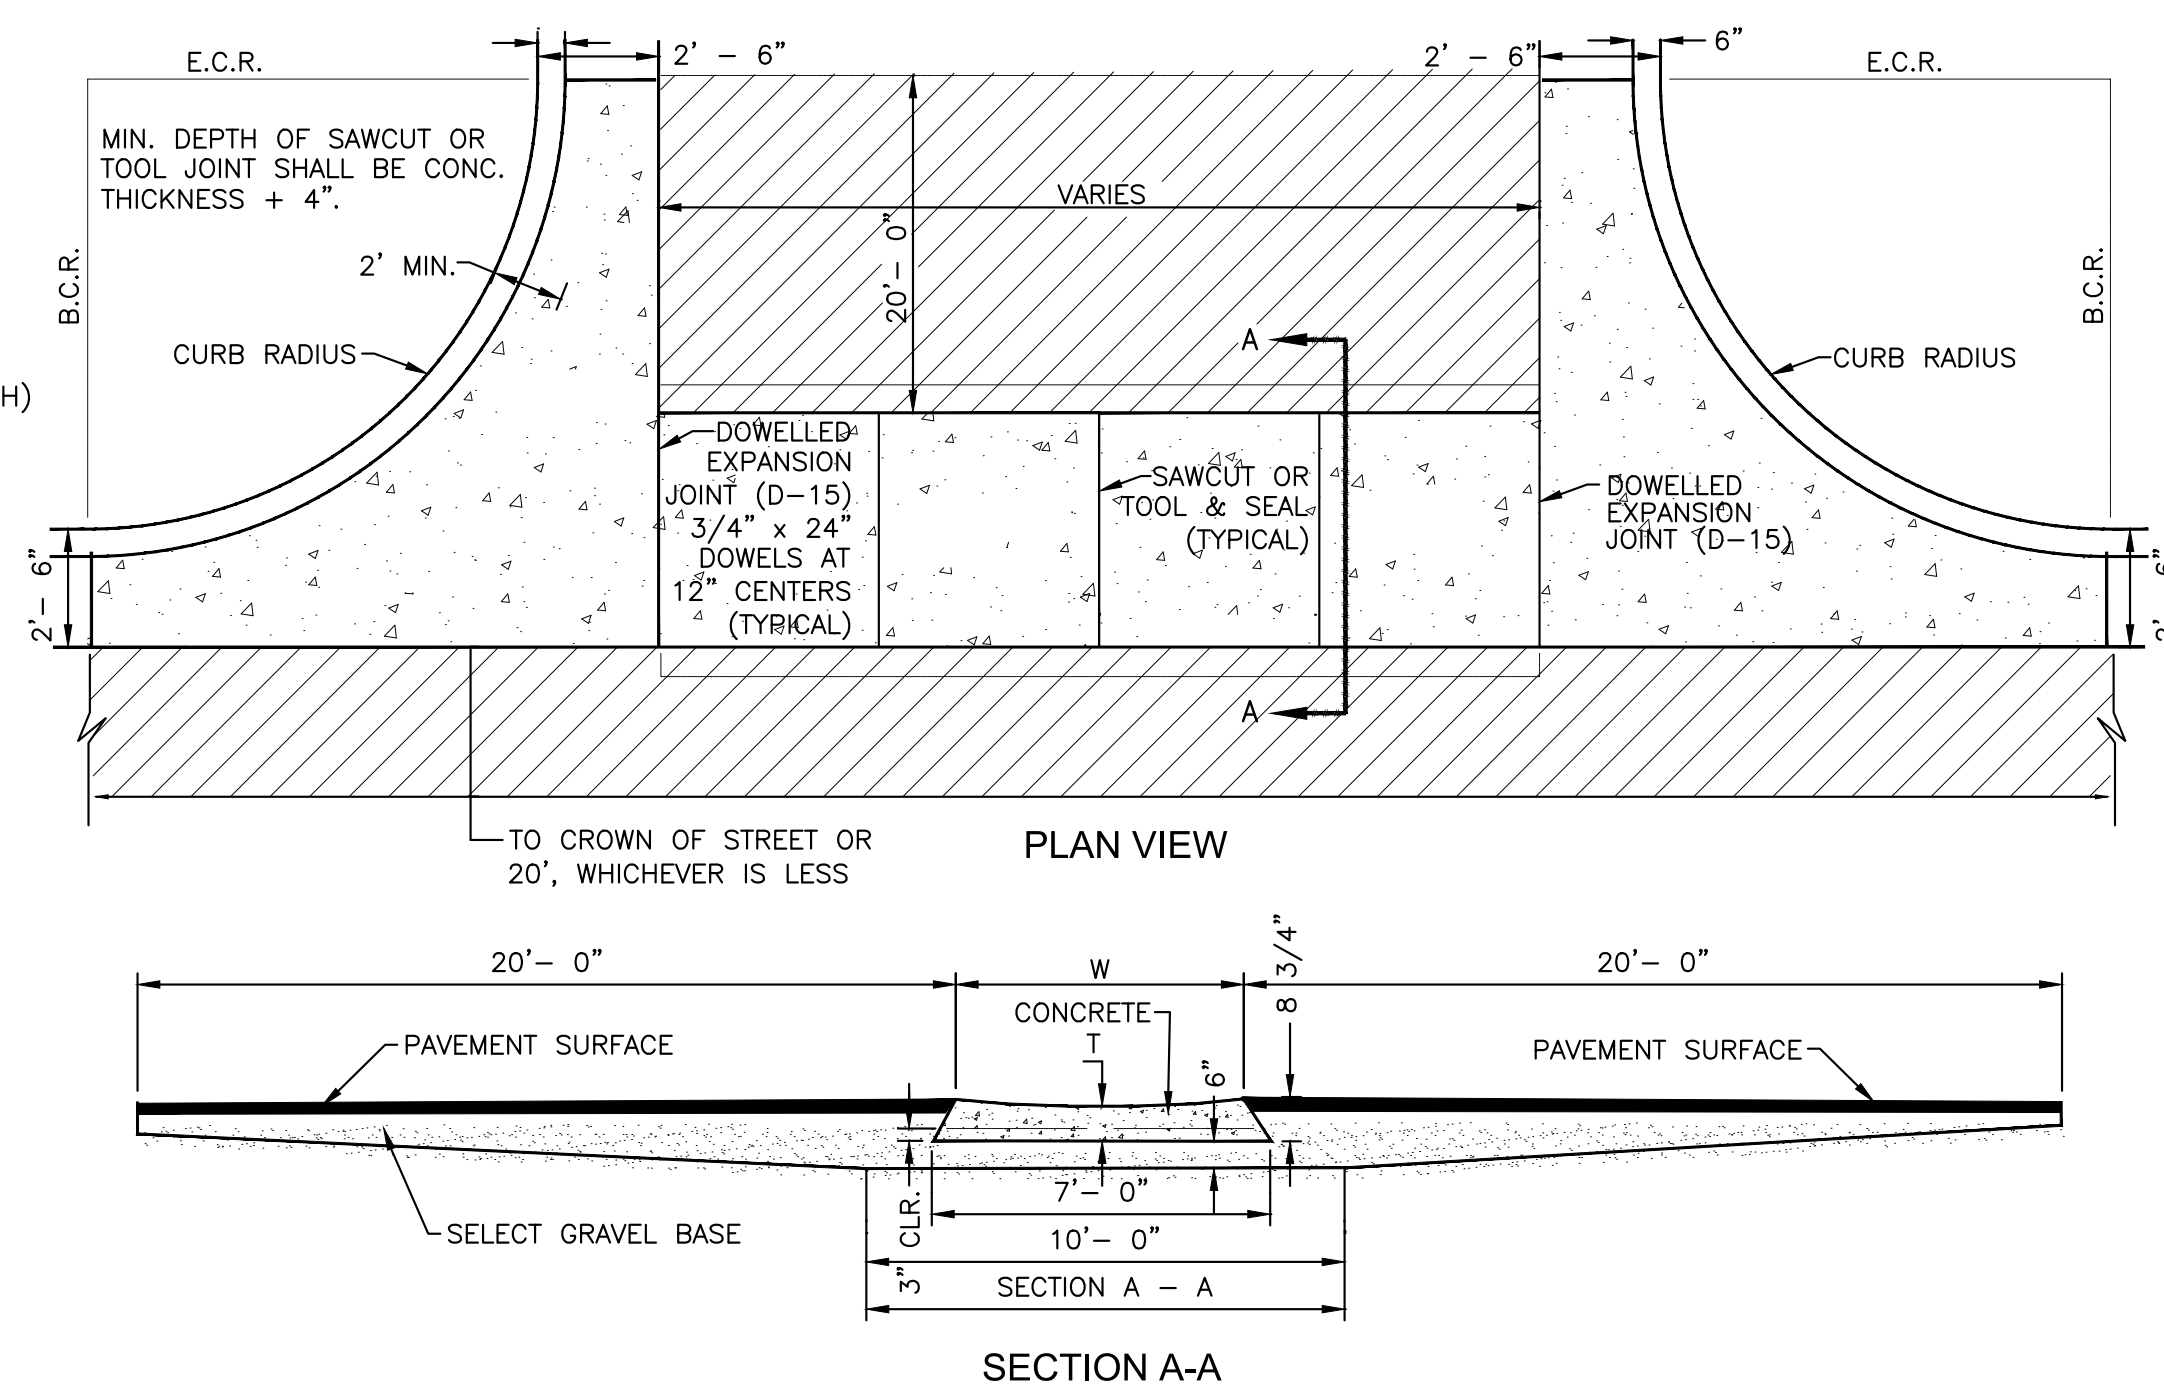 E.C.R.
2' - 6"
2' - 6"
6"
E.C.R.
MIN. DEPTH OF SAWCUT OR
TOOL JOINT SHALL BE CONC.
THICKNESS + 4".
VARIES
20'- 0"
B.C.R.
2' MIN.
B.C.R.
A
CURB RADIUS
CURB RADIUS
H)
DOWELLED
EXPANSION
JOINT (D-15)
3/4" x 24"
DOWELS AT
12" CENTERS
(TYPICAL)
SAWCUT OR
TOOL & SEAL
(TYPICAL)
DOWELLED
EXPANSION
JOINT (D-15)
2'- 6"
2'- 6"
A
TO CROWN OF STREET OR
20', WHICHEVER IS LESS
PLAN VIEW
20'- 0"
W
8 3/4"
20'- 0"
CONCRETE
T
PAVEMENT SURFACE
PAVEMENT SURFACE
6"
7'- 0"
3" CLR.
SELECT GRAVEL BASE
10'- 0"
SECTION A - A
SECTION A-A